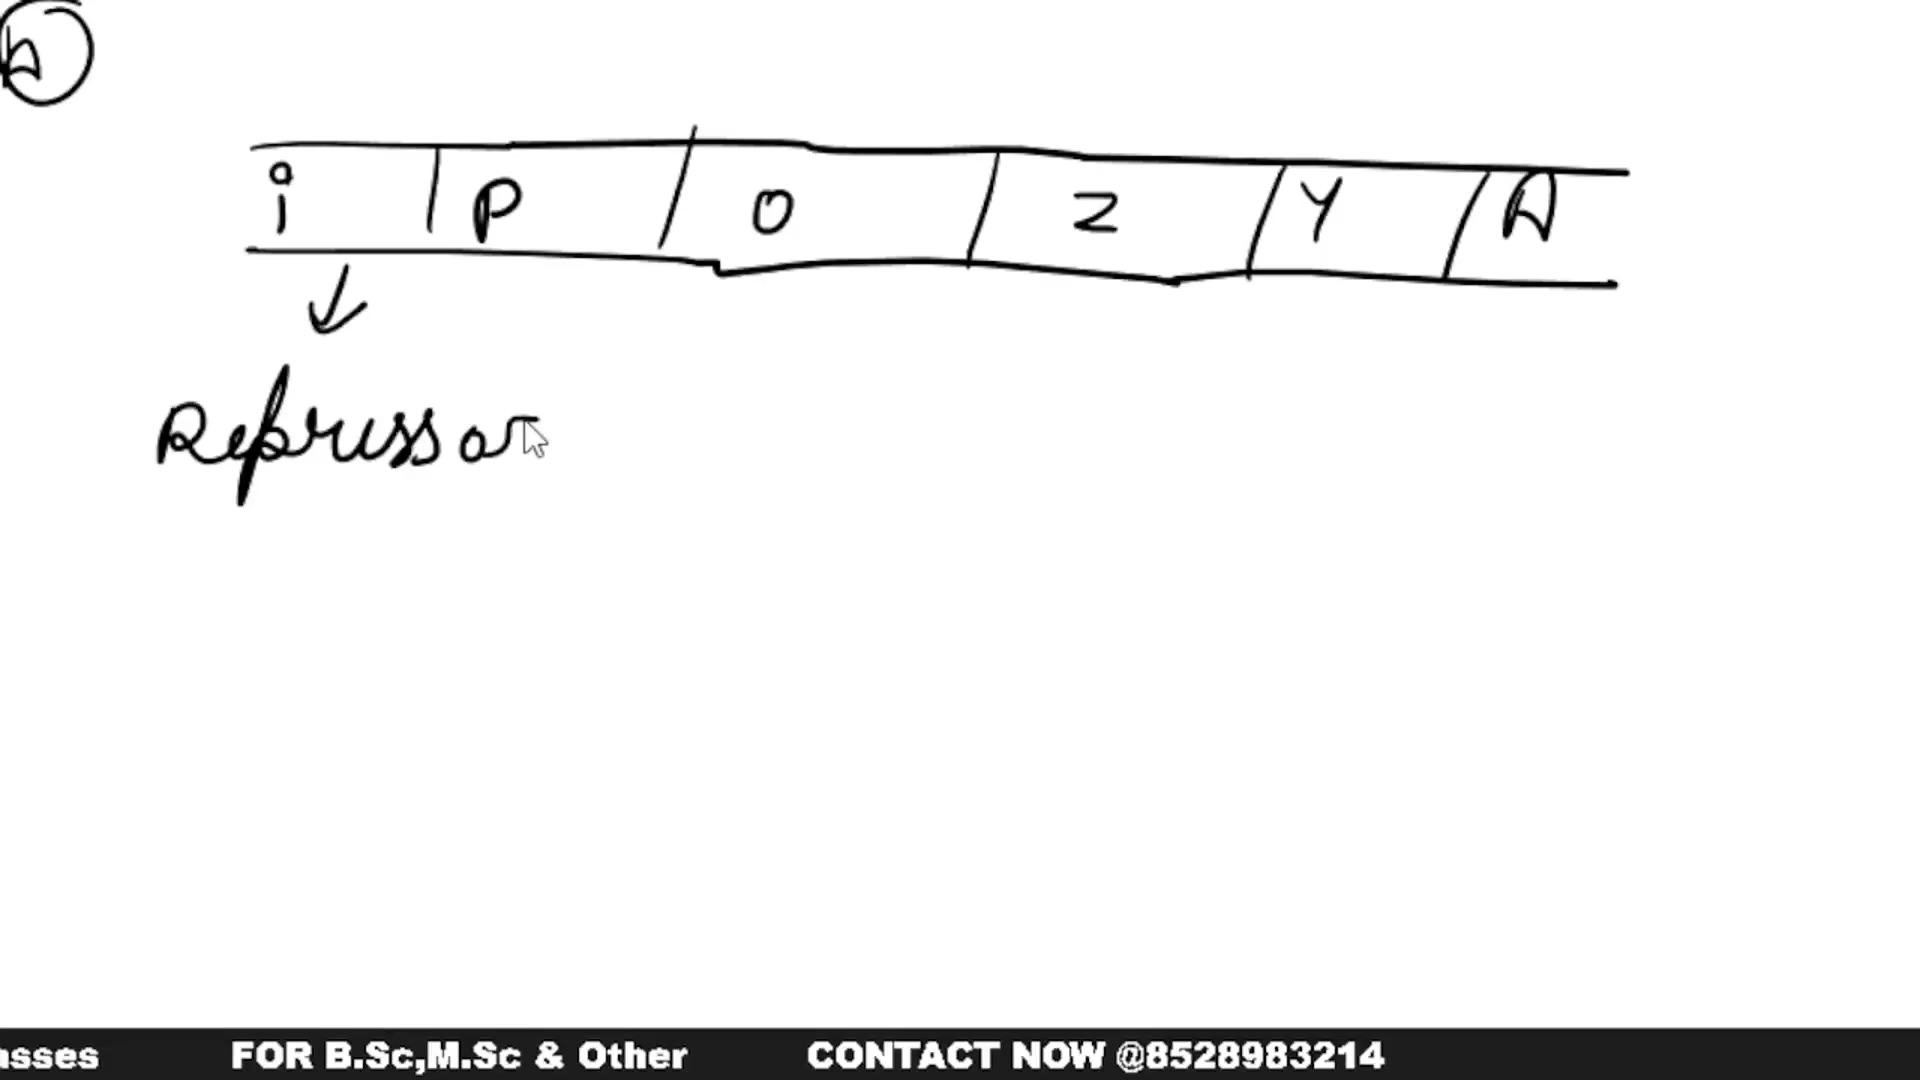 A
i P O Z Y A
Repressor
asses FOR B.Sc,M.Sc & Other CONTACT NOW @8528983214